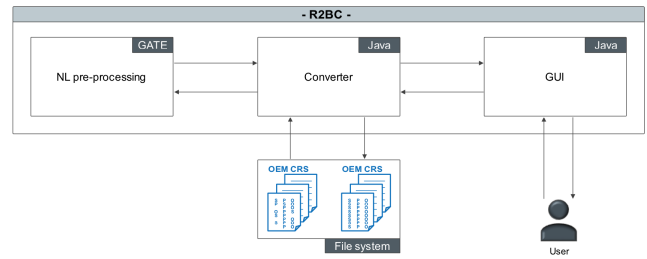 - R2BC -
GATE
Java
Java
NL pre-processing
Converter
GUI
OEM CRS
OEM CRS
File system
User